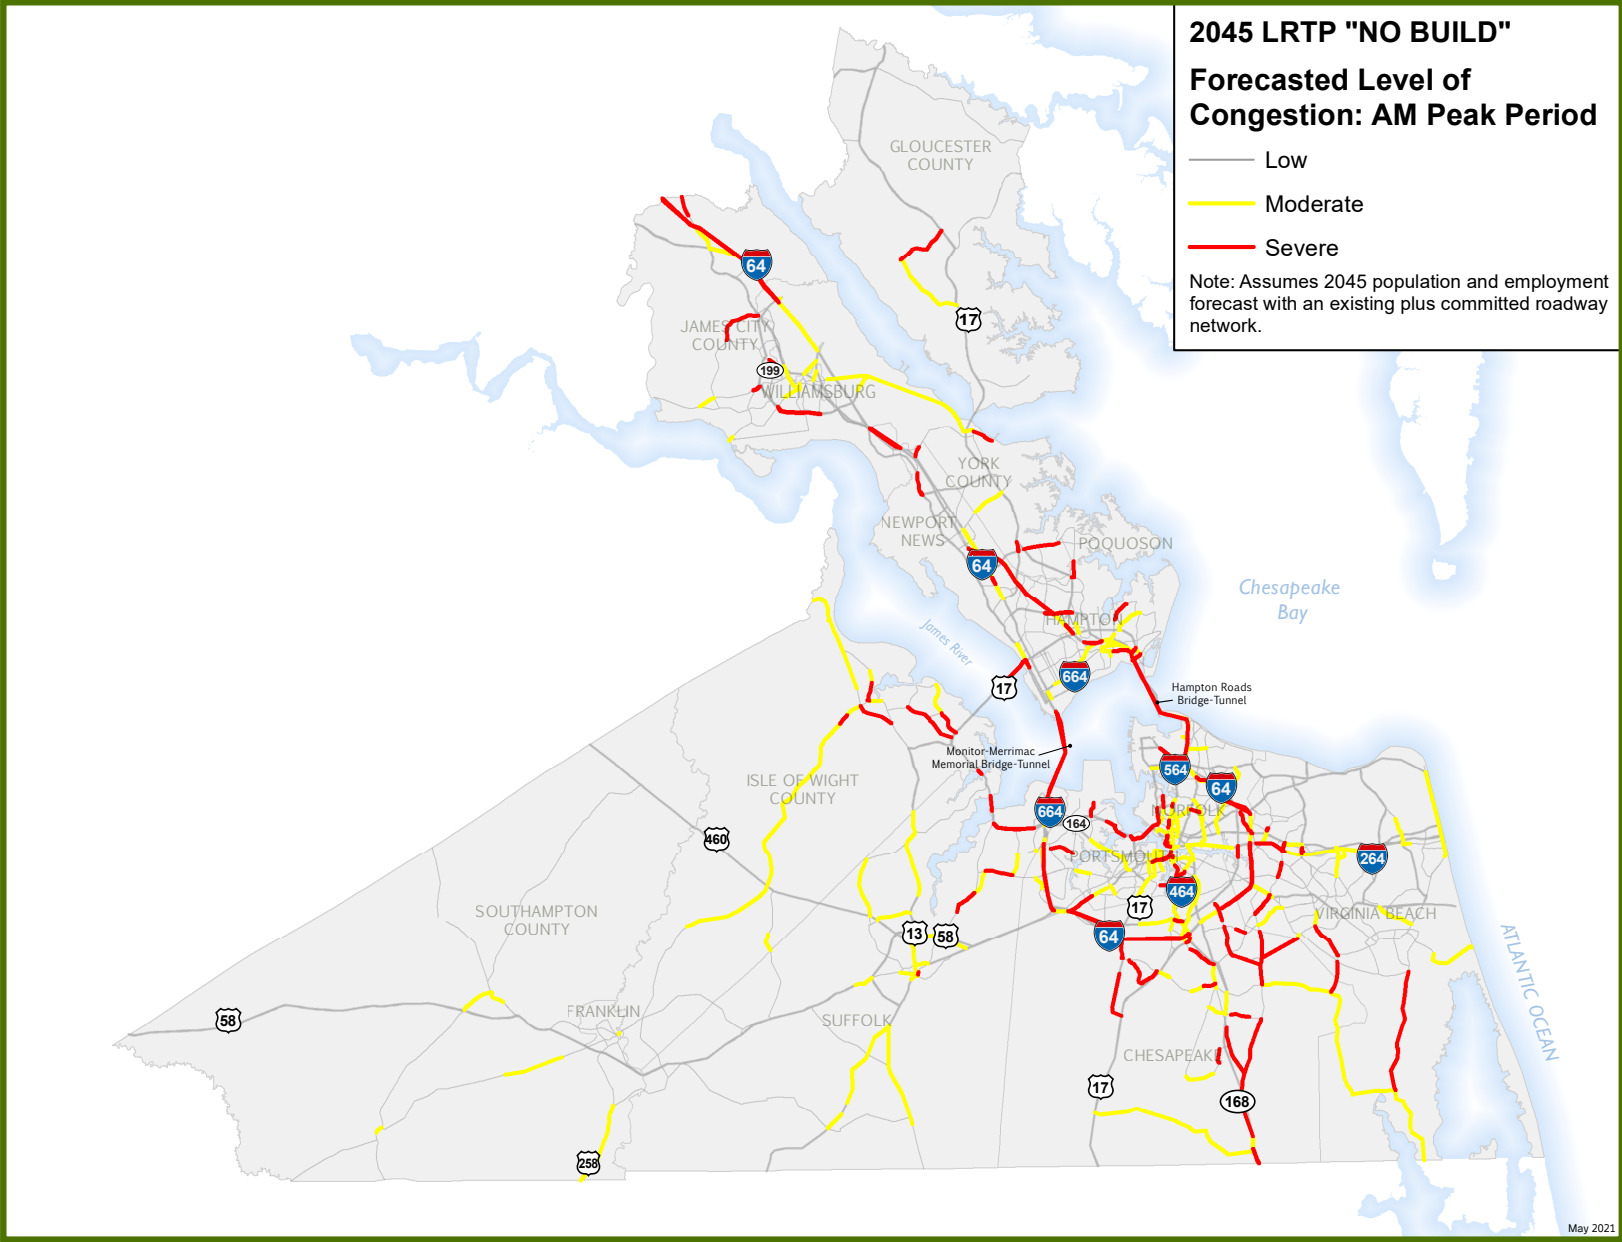 2045 LRTP "NO BUILD"
Forecasted Level of
Congestion: AM Peak Period
Low
Moderate
Severe
Note: Assumes 2045 population and employment
forecast with an existing plus committed roadway
network.
GLOUCESTER
COUNTY
64
17
JAMES CITY
COUNTY
199
WILLIAMSBURG
YORK
COUNTY
NEWPORT
NEWS
POQUOSON
64
Chesapeake
Bay
HAMPTON
James River
664
17
Hampton Roads
Bridge-Tunnel
Monitor-Merrimac
Memorial Bridge-Tunnel
564
64
ISLE OF WIGHT
COUNTY
664
164
NORFOLK
460
PORTSMOUTH
264
464
SOUTHAMPTON
COUNTY
17
VIRGINIA BEACH
13
58
64
ATLANTIC OCEAN
58
FRANKLIN
SUFFOLK
CHESAPEAKE
17
168
258
May 2021